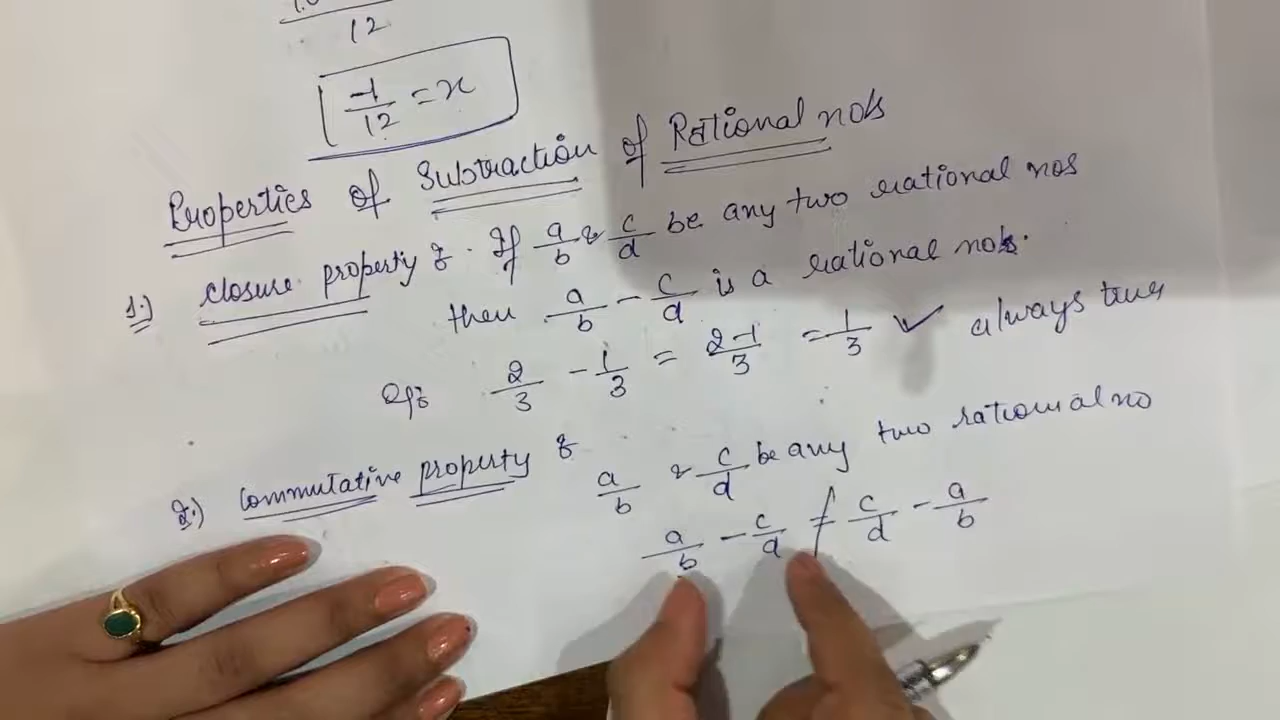 12
-1/12 = x
Properties of Subtraction of Rational nos
1.) closure property : If a/b & c/d be any two rational nos
then a/b - c/d is a rational nos.
eg: 2/3 - 1/3 = 2-1/3 = 1/3 ✓ always true
2.) Commutative property :
a/b & c/d be any two rational no
a/b - c/d ≠ c/d - a/b